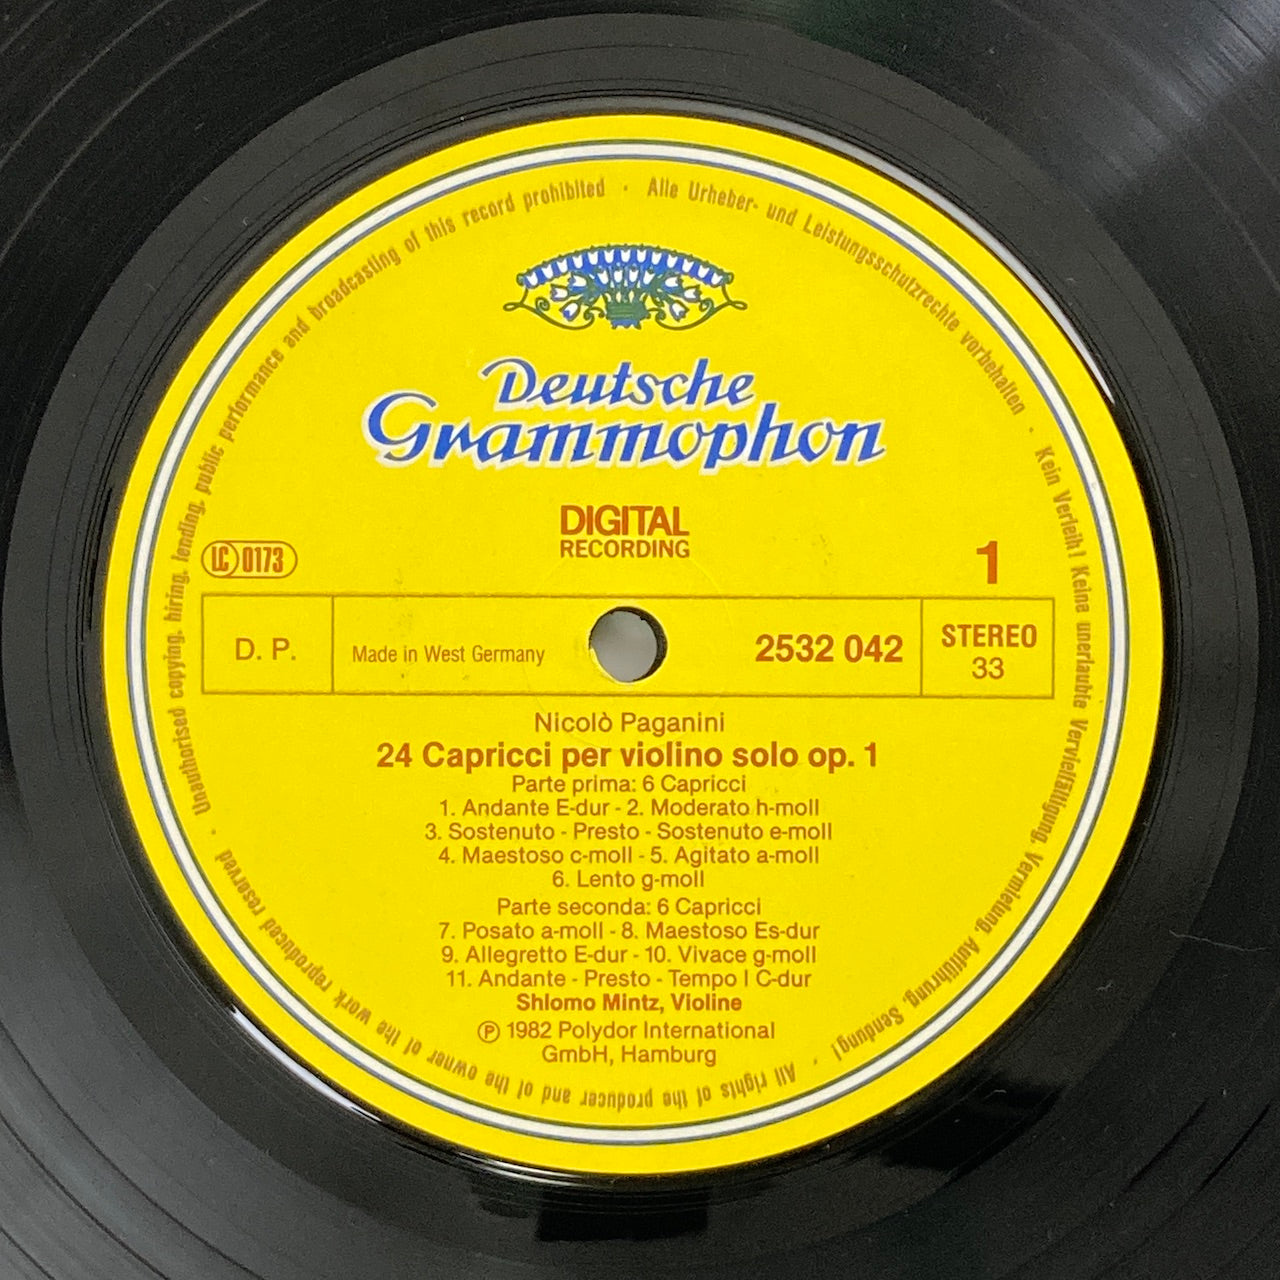 Deutsche
Grammophon
DIGITAL
RECORDING
LC 0173
1
D. P.
Made in West Germany
2532 042
STEREO
33
Nicolò Paganini
24 Capricci per violino solo op. 1
Parte prima: 6 Capricci
1. Andante E-dur - 2. Moderato h-moll
3. Sostenuto - Presto - Sostenuto e-moll
4. Maestoso c-moll - 5. Agitato a-moll
6. Lento g-moll
Parte seconda: 6 Capricci
7. Posato a-moll - 8. Maestoso Es-dur
9. Allegretto E-dur - 10. Vivace g-moll
11. Andante - Presto - Tempo I C-dur
Shlomo Mintz, Violine
℗ 1982 Polydor International
GmbH, Hamburg
Alle Urheber- und Leistungsschutzrechte vorbehalten · Kein Verleih! Keine unerlaubte Vervielfältigung, Vermietung, Aufführung, Sendung! · All rights of the producer and of the owner of the work reproduced reserved · Unauthorised copying, hiring, lending, public performance and broadcasting of this record prohibited ·